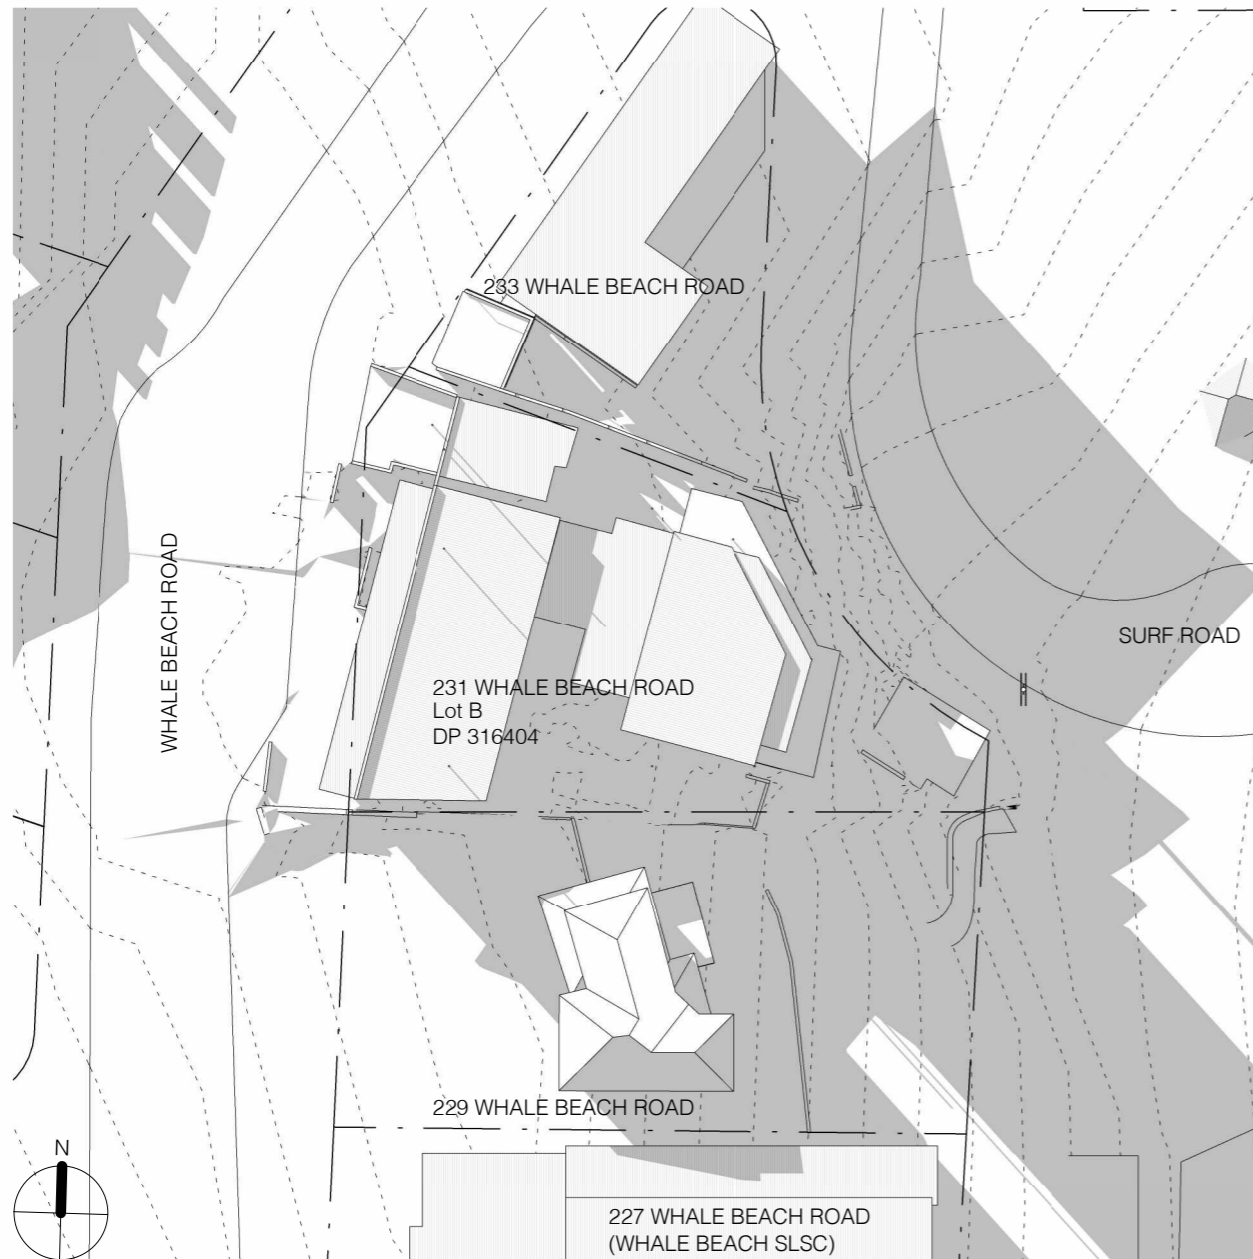 233 WHALE BEACH ROAD
WHALE BEACH ROAD
SURF ROAD
231 WHALE BEACH ROAD
Lot B
DP 316404
229 WHALE BEACH ROAD
N
227 WHALE BEACH ROAD
(WHALE BEACH SLSC)